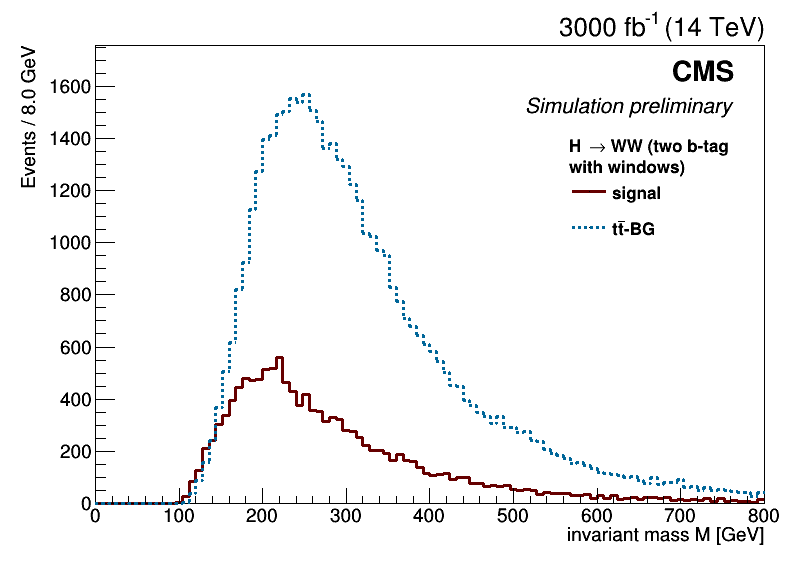 3000 fb⁻¹ (14 TeV)
CMS
Simulation preliminary
H → WW (two b-tag
with windows)
signal
tt̄-BG
Events / 8.0 GeV
1600
1400
1200
1000
800
600
400
200
0
0 100 200 300 400 500 600 700 800
invariant mass M [GeV]